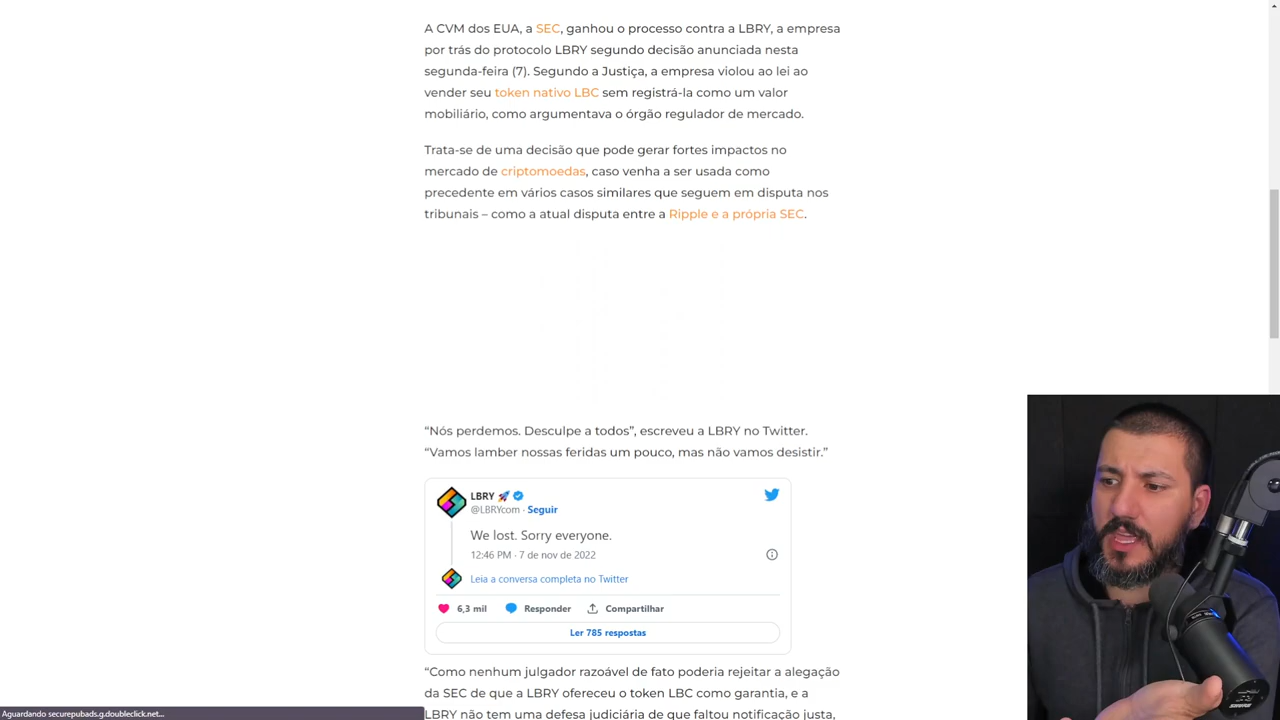 A CVM dos EUA, a SEC, ganhou o processo contra a LBRY, a empresa
por trás do protocolo LBRY segundo decisão anunciada nesta
segunda-feira (7). Segundo a Justiça, a empresa violou ao lei ao
vender seu token nativo LBC sem registrá-la como um valor
mobiliário, como argumentava o órgão regulador de mercado.
Trata-se de uma decisão que pode gerar fortes impactos no
mercado de criptomoedas, caso venha a ser usada como
precedente em vários casos similares que seguem em disputa nos
tribunais – como a atual disputa entre a Ripple e a própria SEC.
“Nós perdemos. Desculpe a todos”, escreveu a LBRY no Twitter.
“Vamos lamber nossas feridas um pouco, mas não vamos desistir.”
LBRY 🚀
@LBRYcom · Seguir
We lost. Sorry everyone.
12:46 PM · 7 de nov de 2022
Leia a conversa completa no Twitter
6,3 mil Responder Compartilhar
Ler 785 respostas
“Como nenhum julgador razoável de fato poderia rejeitar a alegação
da SEC de que a LBRY ofereceu o token LBC como garantia, e a
LBRY não tem uma defesa judiciária de que faltou notificação justa,
Aguardando securepubads.g.doubleclick.net...
SHURE